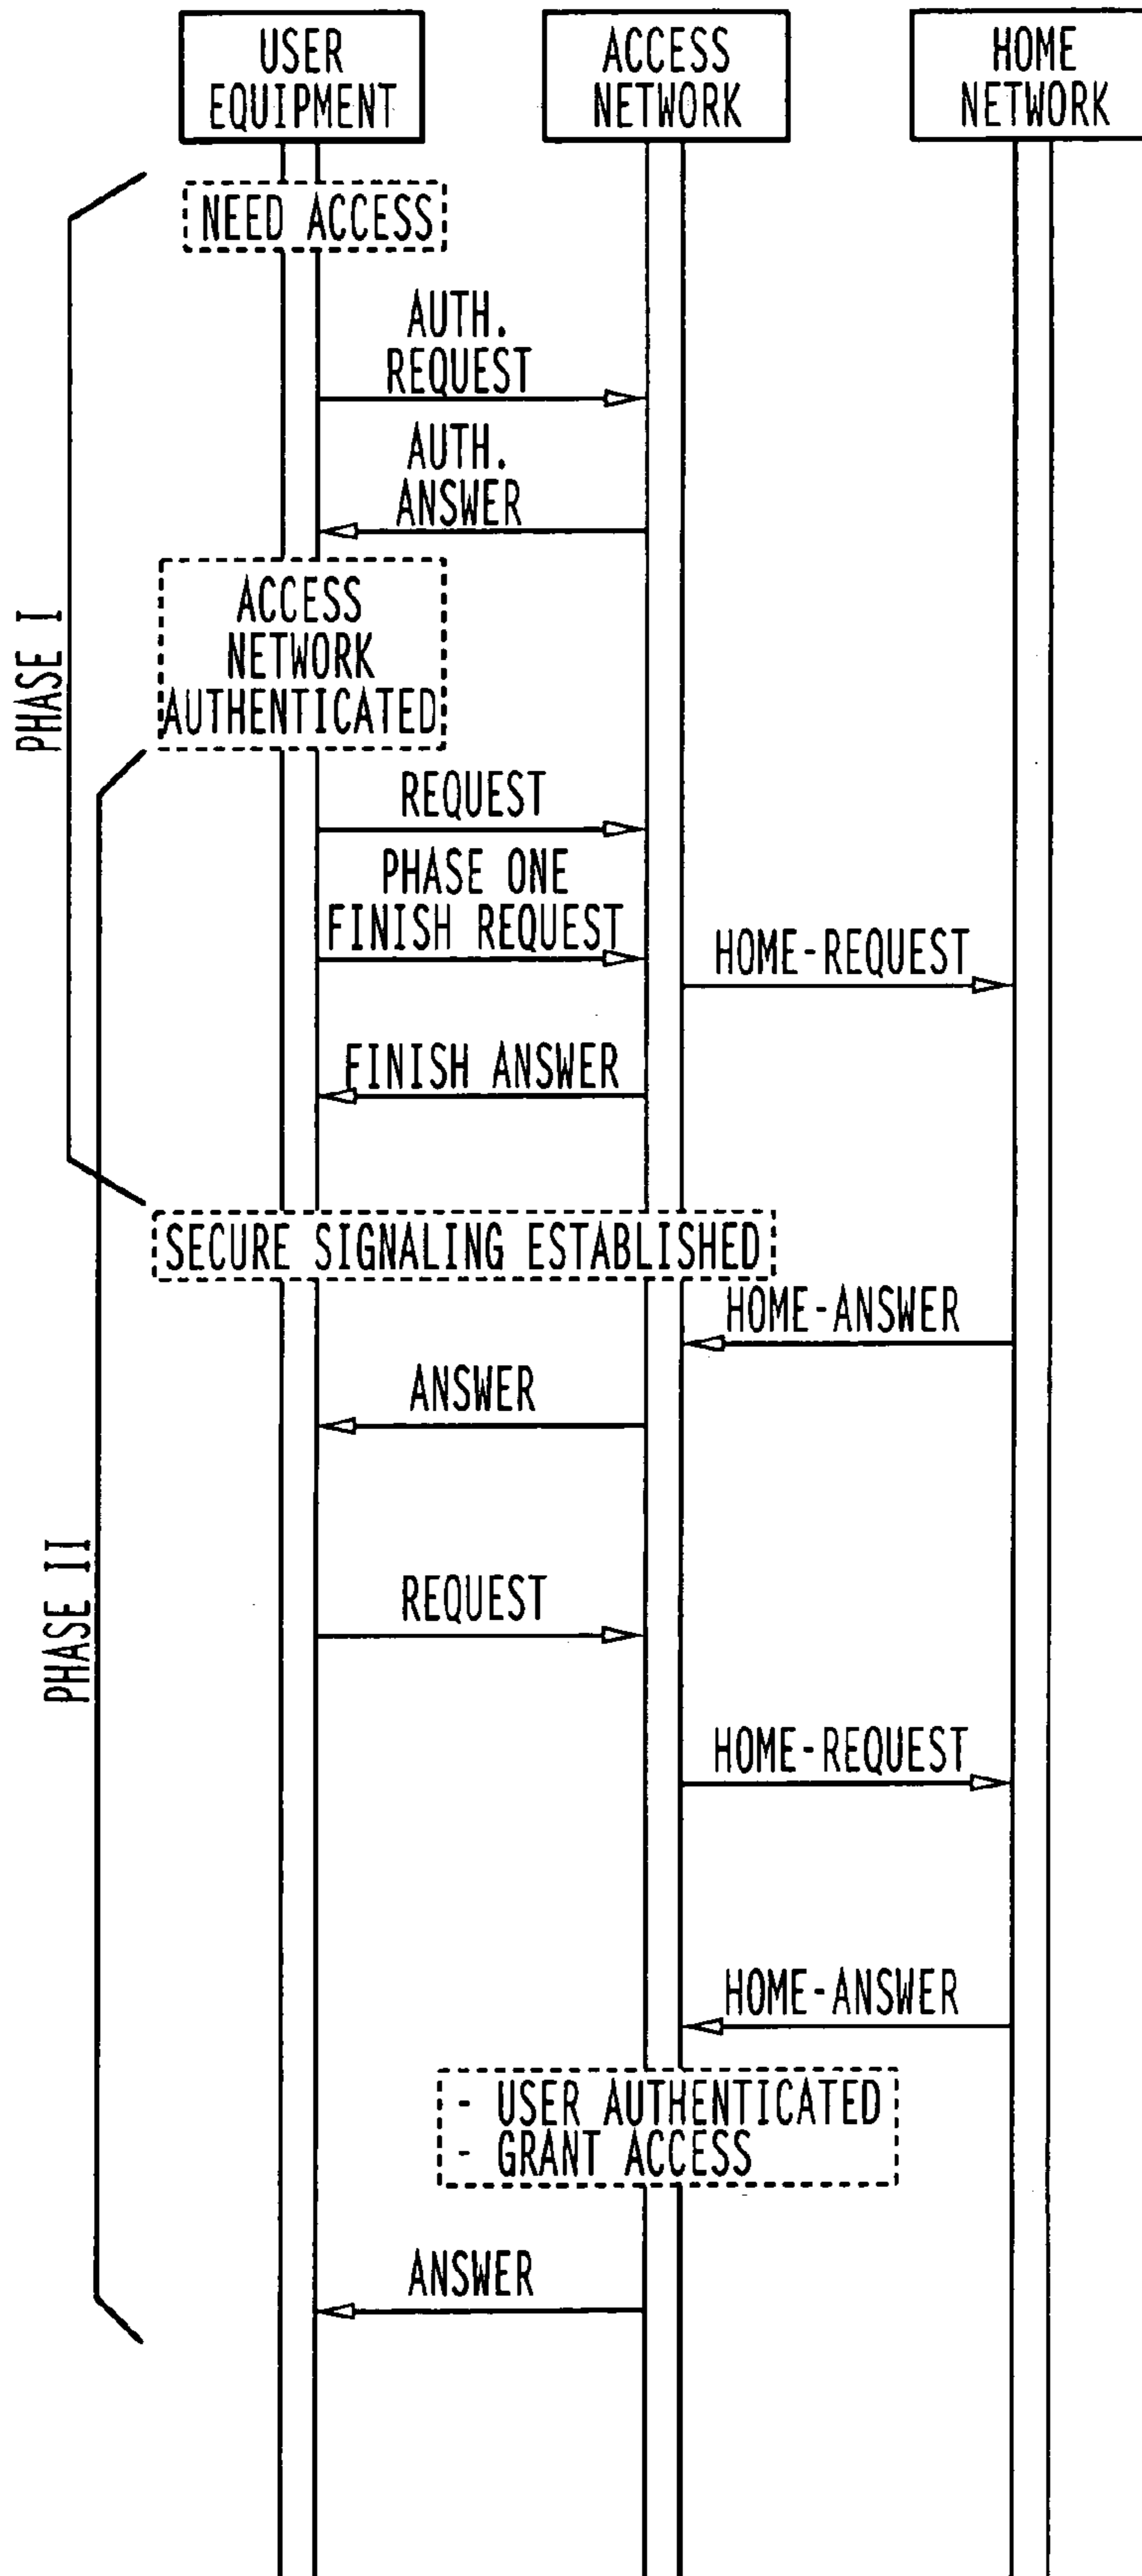 USER
EQUIPMENT
ACCESS
NETWORK
HOME
NETWORK
NEED ACCESS
AUTH.
REQUEST
AUTH.
ANSWER
PHASE I
ACCESS
NETWORK
AUTHENTICATED
REQUEST
PHASE ONE
FINISH REQUEST
HOME-REQUEST
FINISH ANSWER
SECURE SIGNALING ESTABLISHED
HOME-ANSWER
ANSWER
PHASE II
REQUEST
HOME-REQUEST
HOME-ANSWER
- USER AUTHENTICATED
- GRANT ACCESS
ANSWER